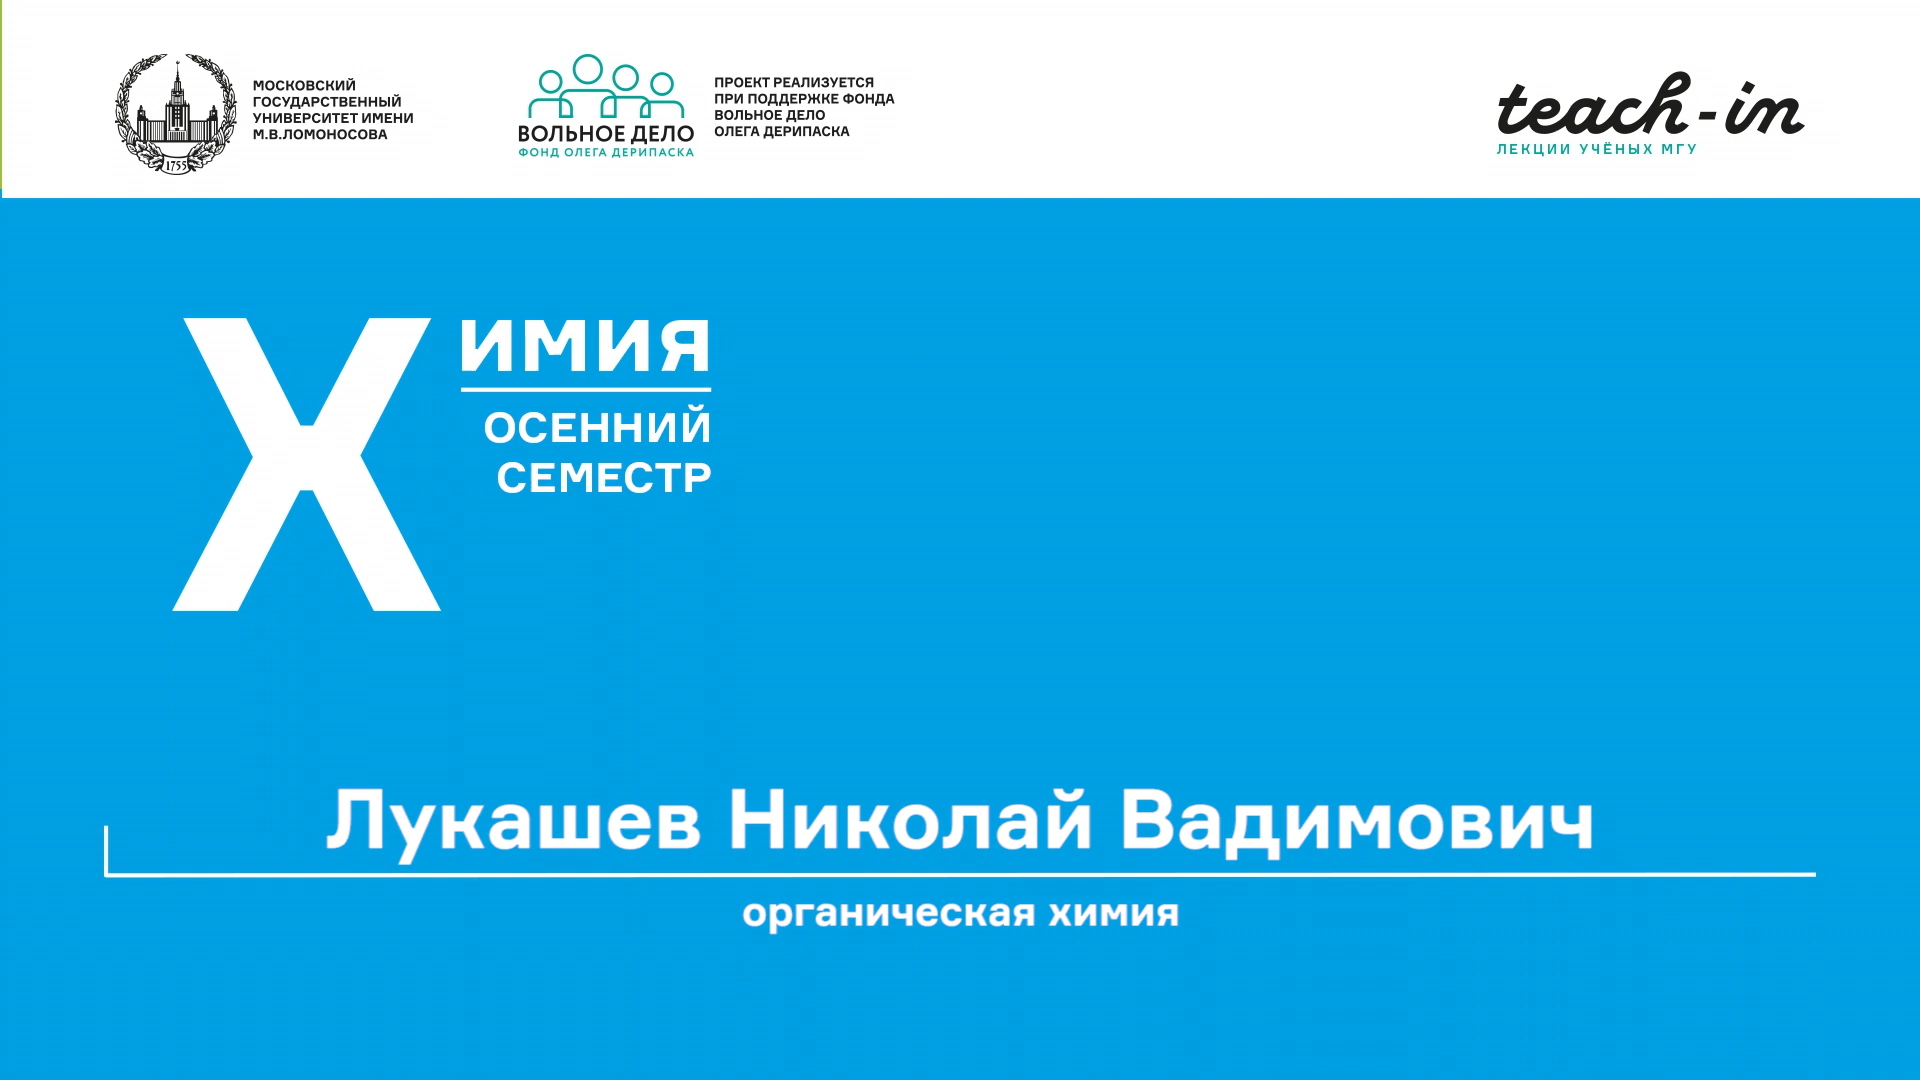 МОСКОВСКИЙ
ГОСУДАРСТВЕННЫЙ
УНИВЕРСИТЕТ ИМЕНИ
М.В.ЛОМОНОСОВА
1755
ВОЛЬНОЕ ДЕЛО
ФОНД ОЛЕГА ДЕРИПАСКА
ПРОЕКТ РЕАЛИЗУЕТСЯ
ПРИ ПОДДЕРЖКЕ ФОНДА
ВОЛЬНОЕ ДЕЛО
ОЛЕГА ДЕРИПАСКА
teach-in
ЛЕКЦИИ УЧЁНЫХ МГУ
ХИМИЯ
ОСЕННИЙ
СЕМЕСТР
Лукашев Николай Вадимович
органическая химия